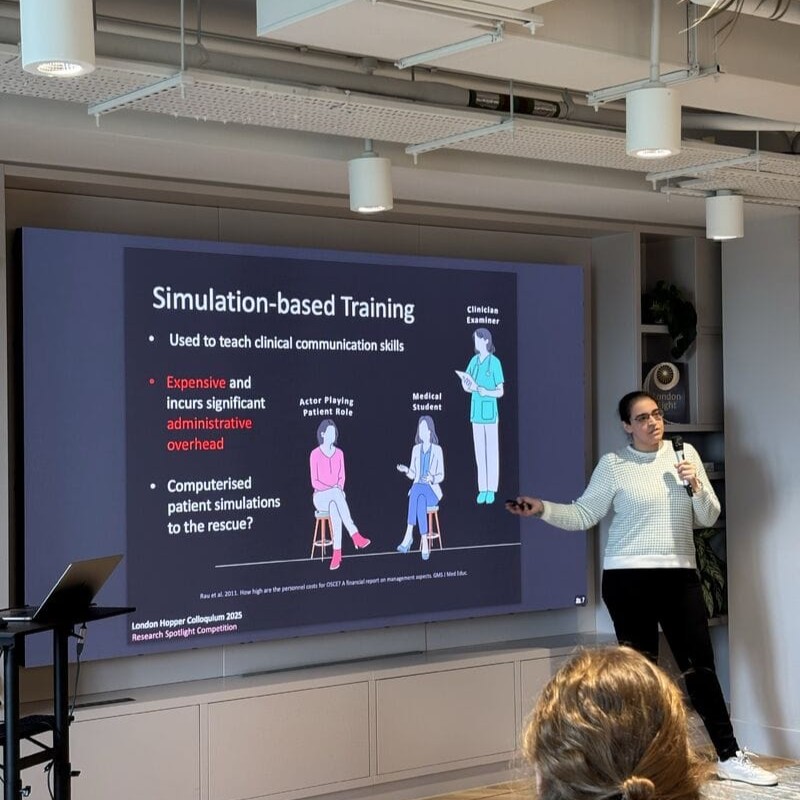 Simulation-based Training
• Used to teach clinical communication skills
• Expensive and
incurs significant
administrative
overhead
• Computerised
patient simulations
to the rescue?
Actor Playing
Patient Role
Medical
Student
Clinician
Examiner
Rau et al. 2011. How high are the personnel costs for OSCE? A financial report on management aspects. GMS J Med Educ.
London Hopper Colloquium 2025
Research Spotlight Competition
7